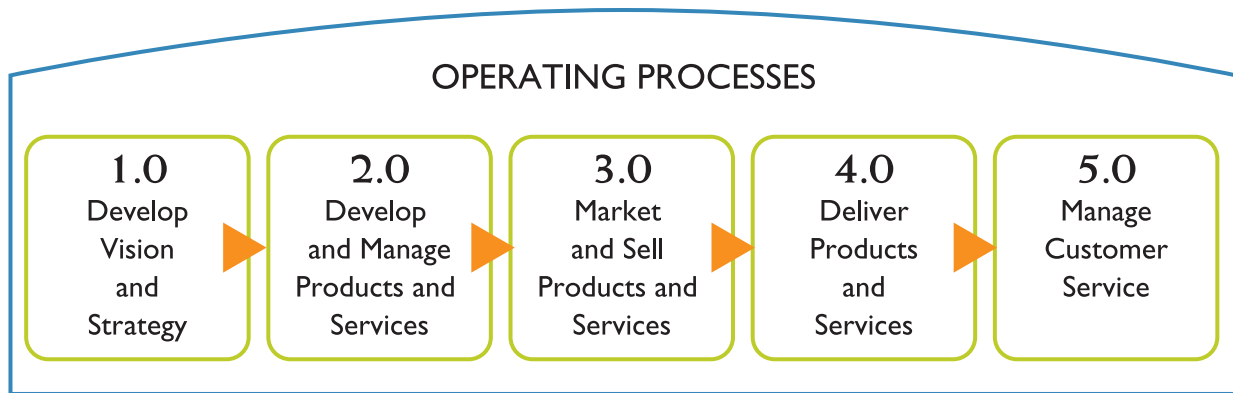 OPERATING PROCESSES
1.0
Develop
Vision
and
Strategy
2.0
Develop
and Manage
Products and
Services
3.0
Market
and Sell
Products and
Services
4.0
Deliver
Products
and
Services
5.0
Manage
Customer
Service